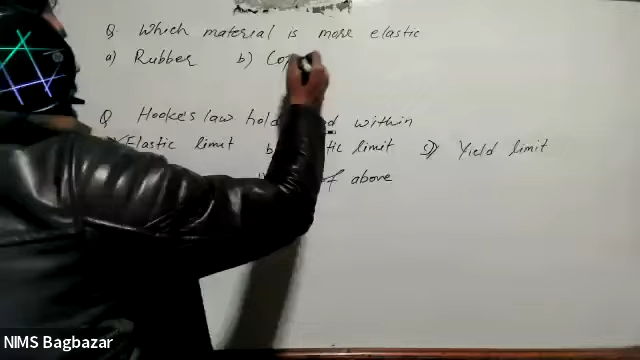 Q. Which material is more elastic
a) Rubber b) Co
Q Hooke's law hold within
Elastic limit b tic limit c) Yield limit
of above
NIMS Bagbazar